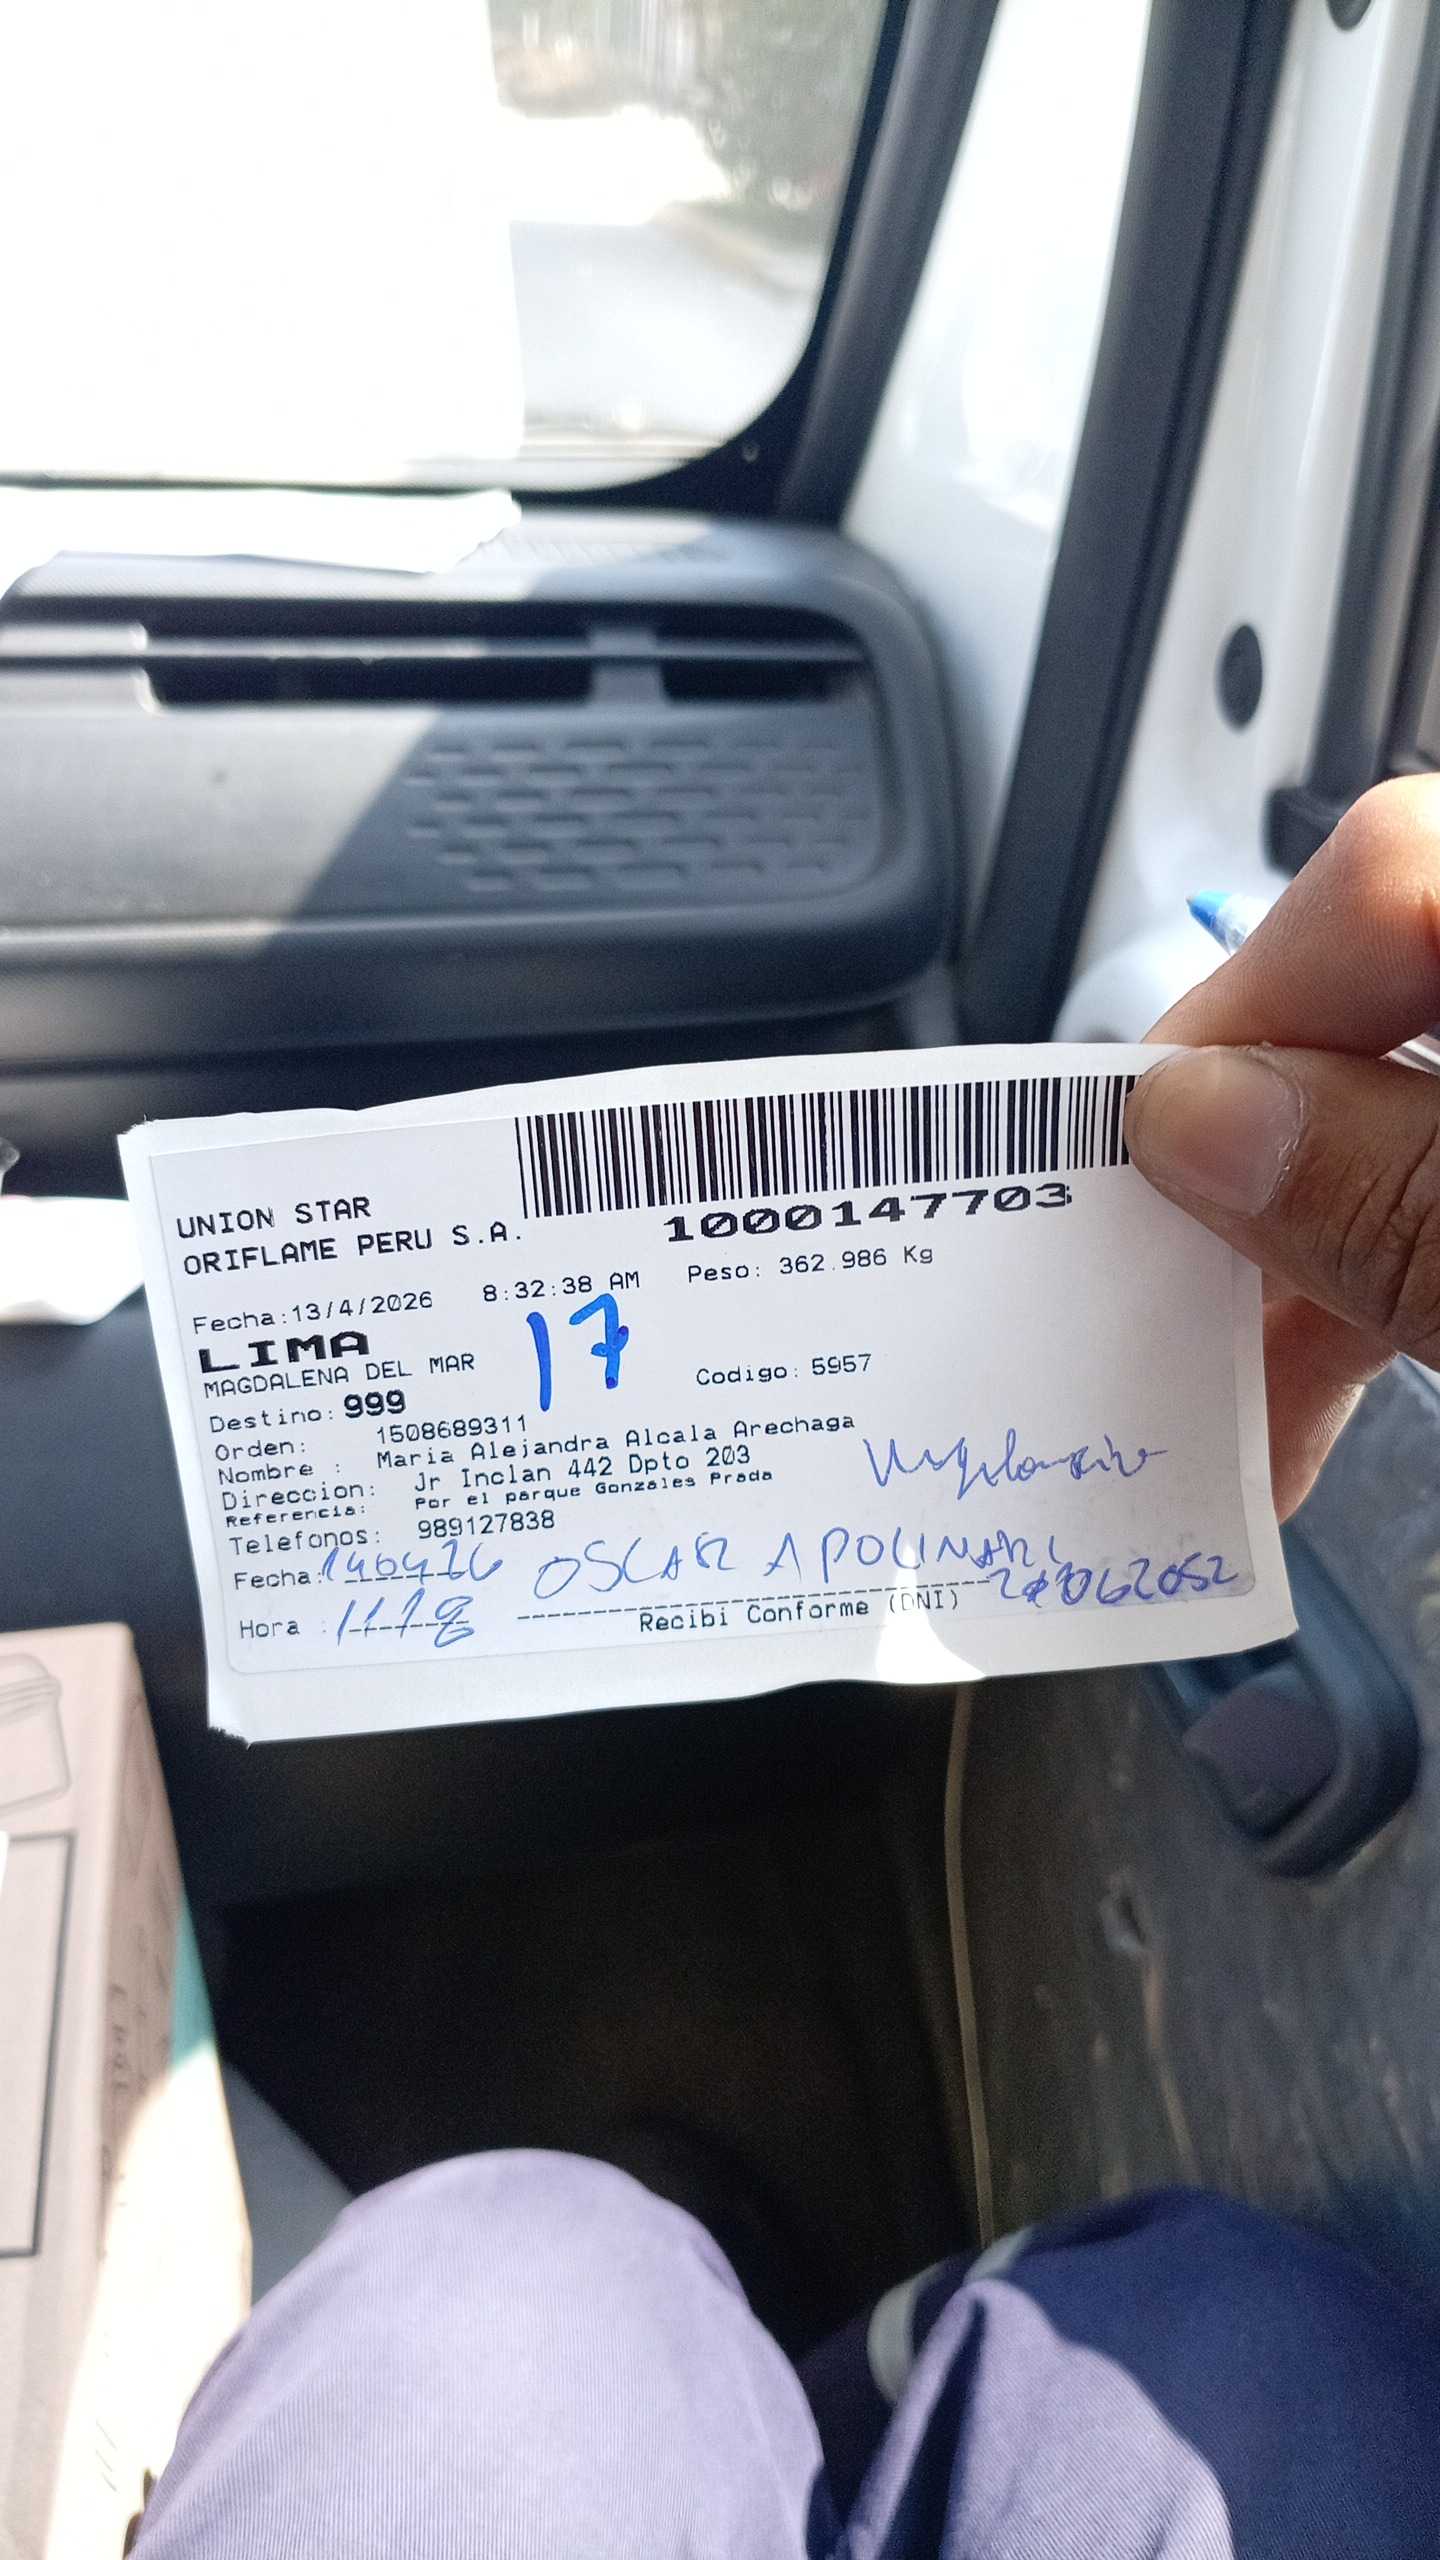 UNION STAR
ORIFLAME PERU S.A.
1000147703
Fecha:13/4/2026 8:32:38 AM Peso: 362.986 Kg
LIMA
17
MAGDALENA DEL MAR
Codigo: 5957
Destino: 999
Orden: 1508689311
Nombre : Maria Alejandra Alcala Arechaga
Direccion: Jr Inclan 442 Dpto 203
Referencia: Por el parque Gonzales Prada
Telefonos: 989127838
Fecha: 140426 OSCAR APOLINARI
Hora : 1118
Recibi Conforme (DNI)